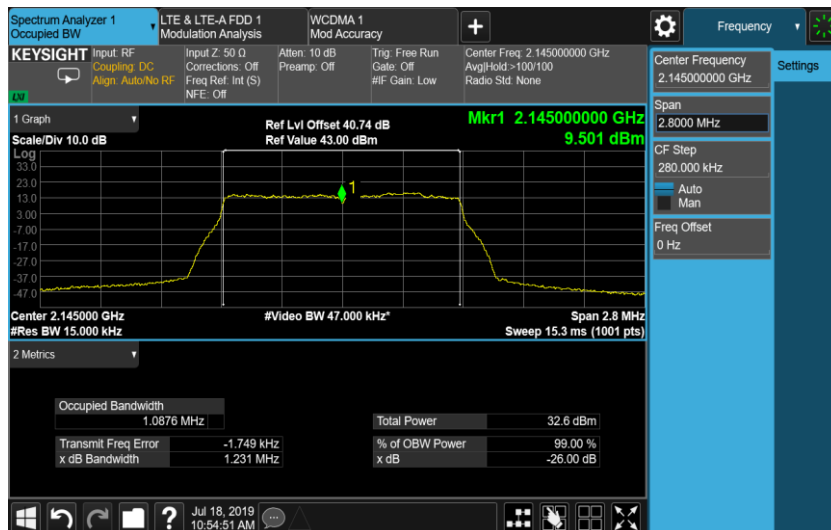 Spectrum Analyzer 1
Occupied BW
LTE & LTE-A FDD 1
Modulation Analysis
WCDMA 1
Mod Accuracy
Frequency
KEYSIGHT
Input: RF
Coupling: DC
Align: Auto/No RF
Input Z: 50 Ω
Corrections: Off
Freq Ref: Int (S)
NFE: Off
Atten: 10 dB
Preamp: Off
Trig: Free Run
Gate: Off
#IF Gain: Low
Center Freq: 2.145000000 GHz
Avg|Hold:>100/100
Radio Std: None
LXI
1 Graph
Scale/Div 10.0 dB
Ref Lvl Offset 40.74 dB
Ref Value 43.00 dBm
Mkr1 2.145000000 GHz
9.501 dBm
Log
33.0
23.0
13.0
3.00
-7.00
-17.0
-27.0
-37.0
-47.0
1
Center 2.145000 GHz
#Res BW 15.000 kHz
#Video BW 47.000 kHz*
Span 2.8 MHz
Sweep 15.3 ms (1001 pts)
2 Metrics
Occupied Bandwidth
1.0876 MHz
Transmit Freq Error -1.749 kHz
x dB Bandwidth 1.231 MHz
Total Power 32.6 dBm
% of OBW Power 99.00 %
x dB -26.00 dB
Center Frequency
2.145000000 GHz
Settings
Span
2.8000 MHz
CF Step
280.000 kHz
Auto
Man
Freq Offset
0 Hz
?
Jul 18, 2019
10:54:51 AM